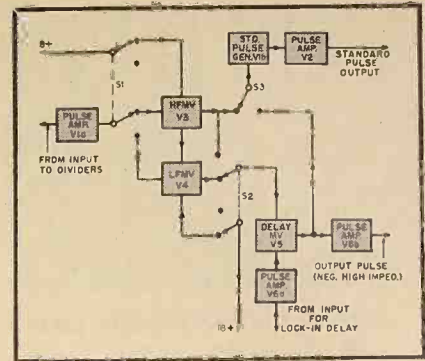 B+
S1
STD.
PULSE
GEN. V1b
PULSE
AMP.
V2
STANDARD
PULSE
OUTPUT
S3
PULSE
AMP.
V1a
HFMV
V3
FROM INPUT
TO DIVIDERS
LFMV
V4
S2
DELAY
MV
V5
PULSE
AMP.
V6b
PULSE
AMP.
V6a
OUTPUT PULSE
(NEG. HIGH IMPED.)
B+
FROM INPUT
FOR
LOCK-IN DELAY